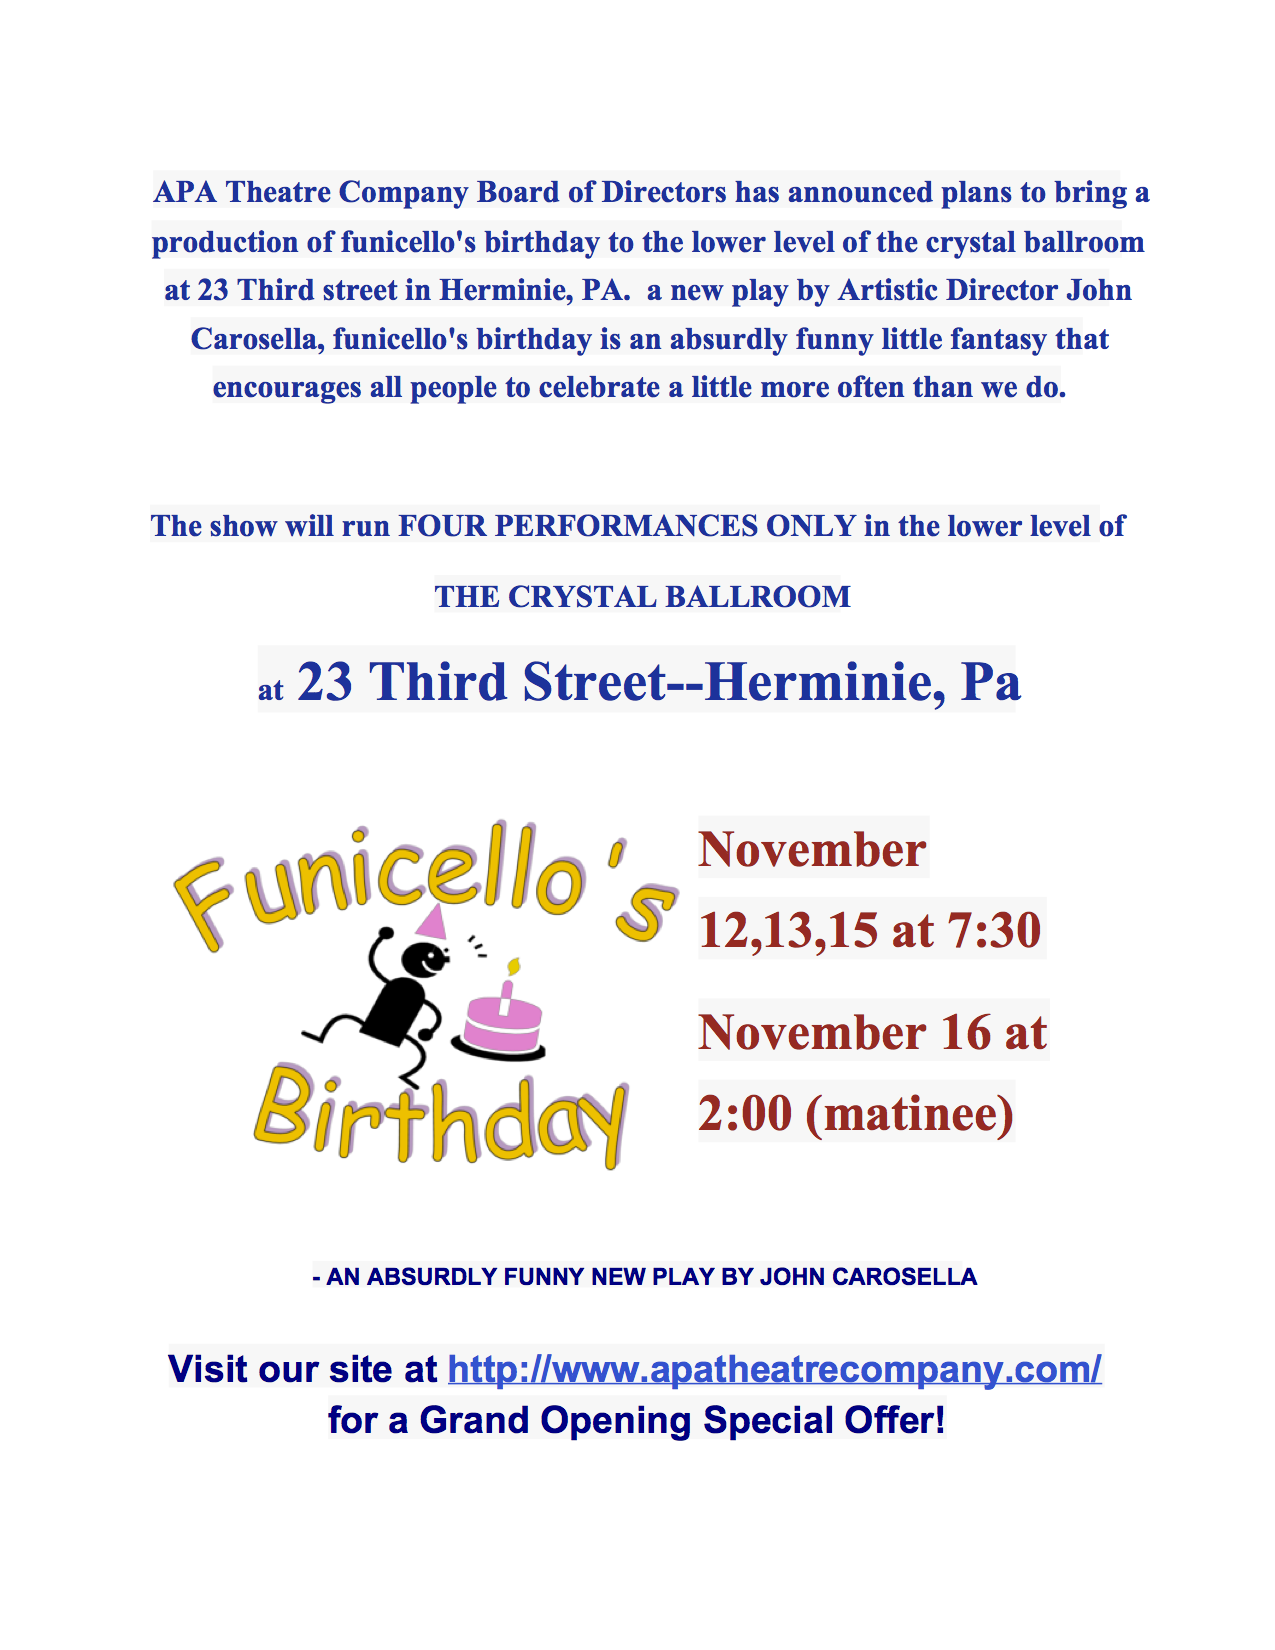 APA Theatre Company Board of Directors has announced plans to bring a
production of funicello's birthday to the lower level of the crystal ballroom
at 23 Third street in Herminie, PA.  a new play by Artistic Director John
Carosella, funicello's birthday is an absurdly funny little fantasy that
encourages all people to celebrate a little more often than we do.
The show will run FOUR PERFORMANCES ONLY in the lower level of
THE CRYSTAL BALLROOM
at 23 Third Street--Herminie, Pa
Funicello's
Birthday
November
12,13,15 at 7:30
November 16 at
2:00 (matinee)
- AN ABSURDLY FUNNY NEW PLAY BY JOHN CAROSELLA
Visit our site at http://www.apatheatrecompany.com/
for a Grand Opening Special Offer!